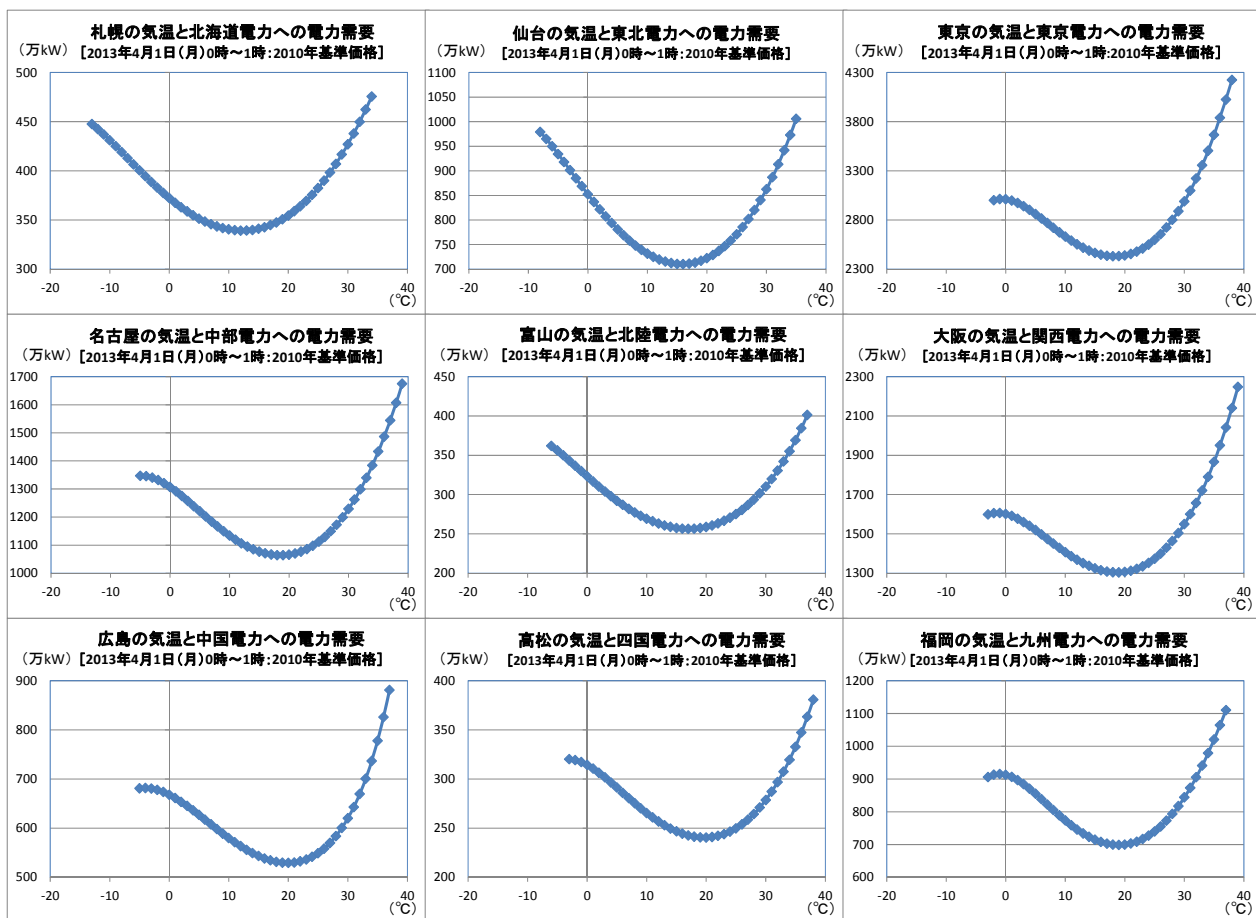 札幌の気温と北海道電力への電力需要
（万kW）
[2013年4月1日（月）0時～1時：2010年基準価格]
500
450
400
350
300
-20 -10 0 10 20 30 40
（℃）
仙台の気温と東北電力への電力需要
（万kW）
[2013年4月1日（月）0時～1時：2010年基準価格]
1100
1050
1000
950
900
850
800
750
700
-20 -10 0 10 20 30 40
（℃）
東京の気温と東京電力への電力需要
（万kW）
[2013年4月1日（月）0時～1時：2010年基準価格]
4300
3800
3300
2800
2300
-20 -10 0 10 20 30 40
（℃）
名古屋の気温と中部電力への電力需要
（万kW）
[2013年4月1日（月）0時～1時：2010年基準価格]
1700
1600
1500
1400
1300
1200
1100
1000
-20 -10 0 10 20 30 40
（℃）
富山の気温と北陸電力への電力需要
（万kW）
[2013年4月1日（月）0時～1時：2010年基準価格]
450
400
350
300
250
200
-20 -10 0 10 20 30 40
（℃）
大阪の気温と関西電力への電力需要
（万kW）
[2013年4月1日（月）0時～1時：2010年基準価格]
2300
2100
1900
1700
1500
1300
-20 -10 0 10 20 30 40
（℃）
広島の気温と中国電力への電力需要
（万kW）
[2013年4月1日（月）0時～1時：2010年基準価格]
900
800
700
600
500
-20 -10 0 10 20 30 40
（℃）
高松の気温と四国電力への電力需要
（万kW）
[2013年4月1日（月）0時～1時：2010年基準価格]
400
350
300
250
200
-20 -10 0 10 20 30 40
（℃）
福岡の気温と九州電力への電力需要
（万kW）
[2013年4月1日（月）0時～1時：2010年基準価格]
1200
1100
1000
900
800
700
600
-20 -10 0 10 20 30 40
（℃）